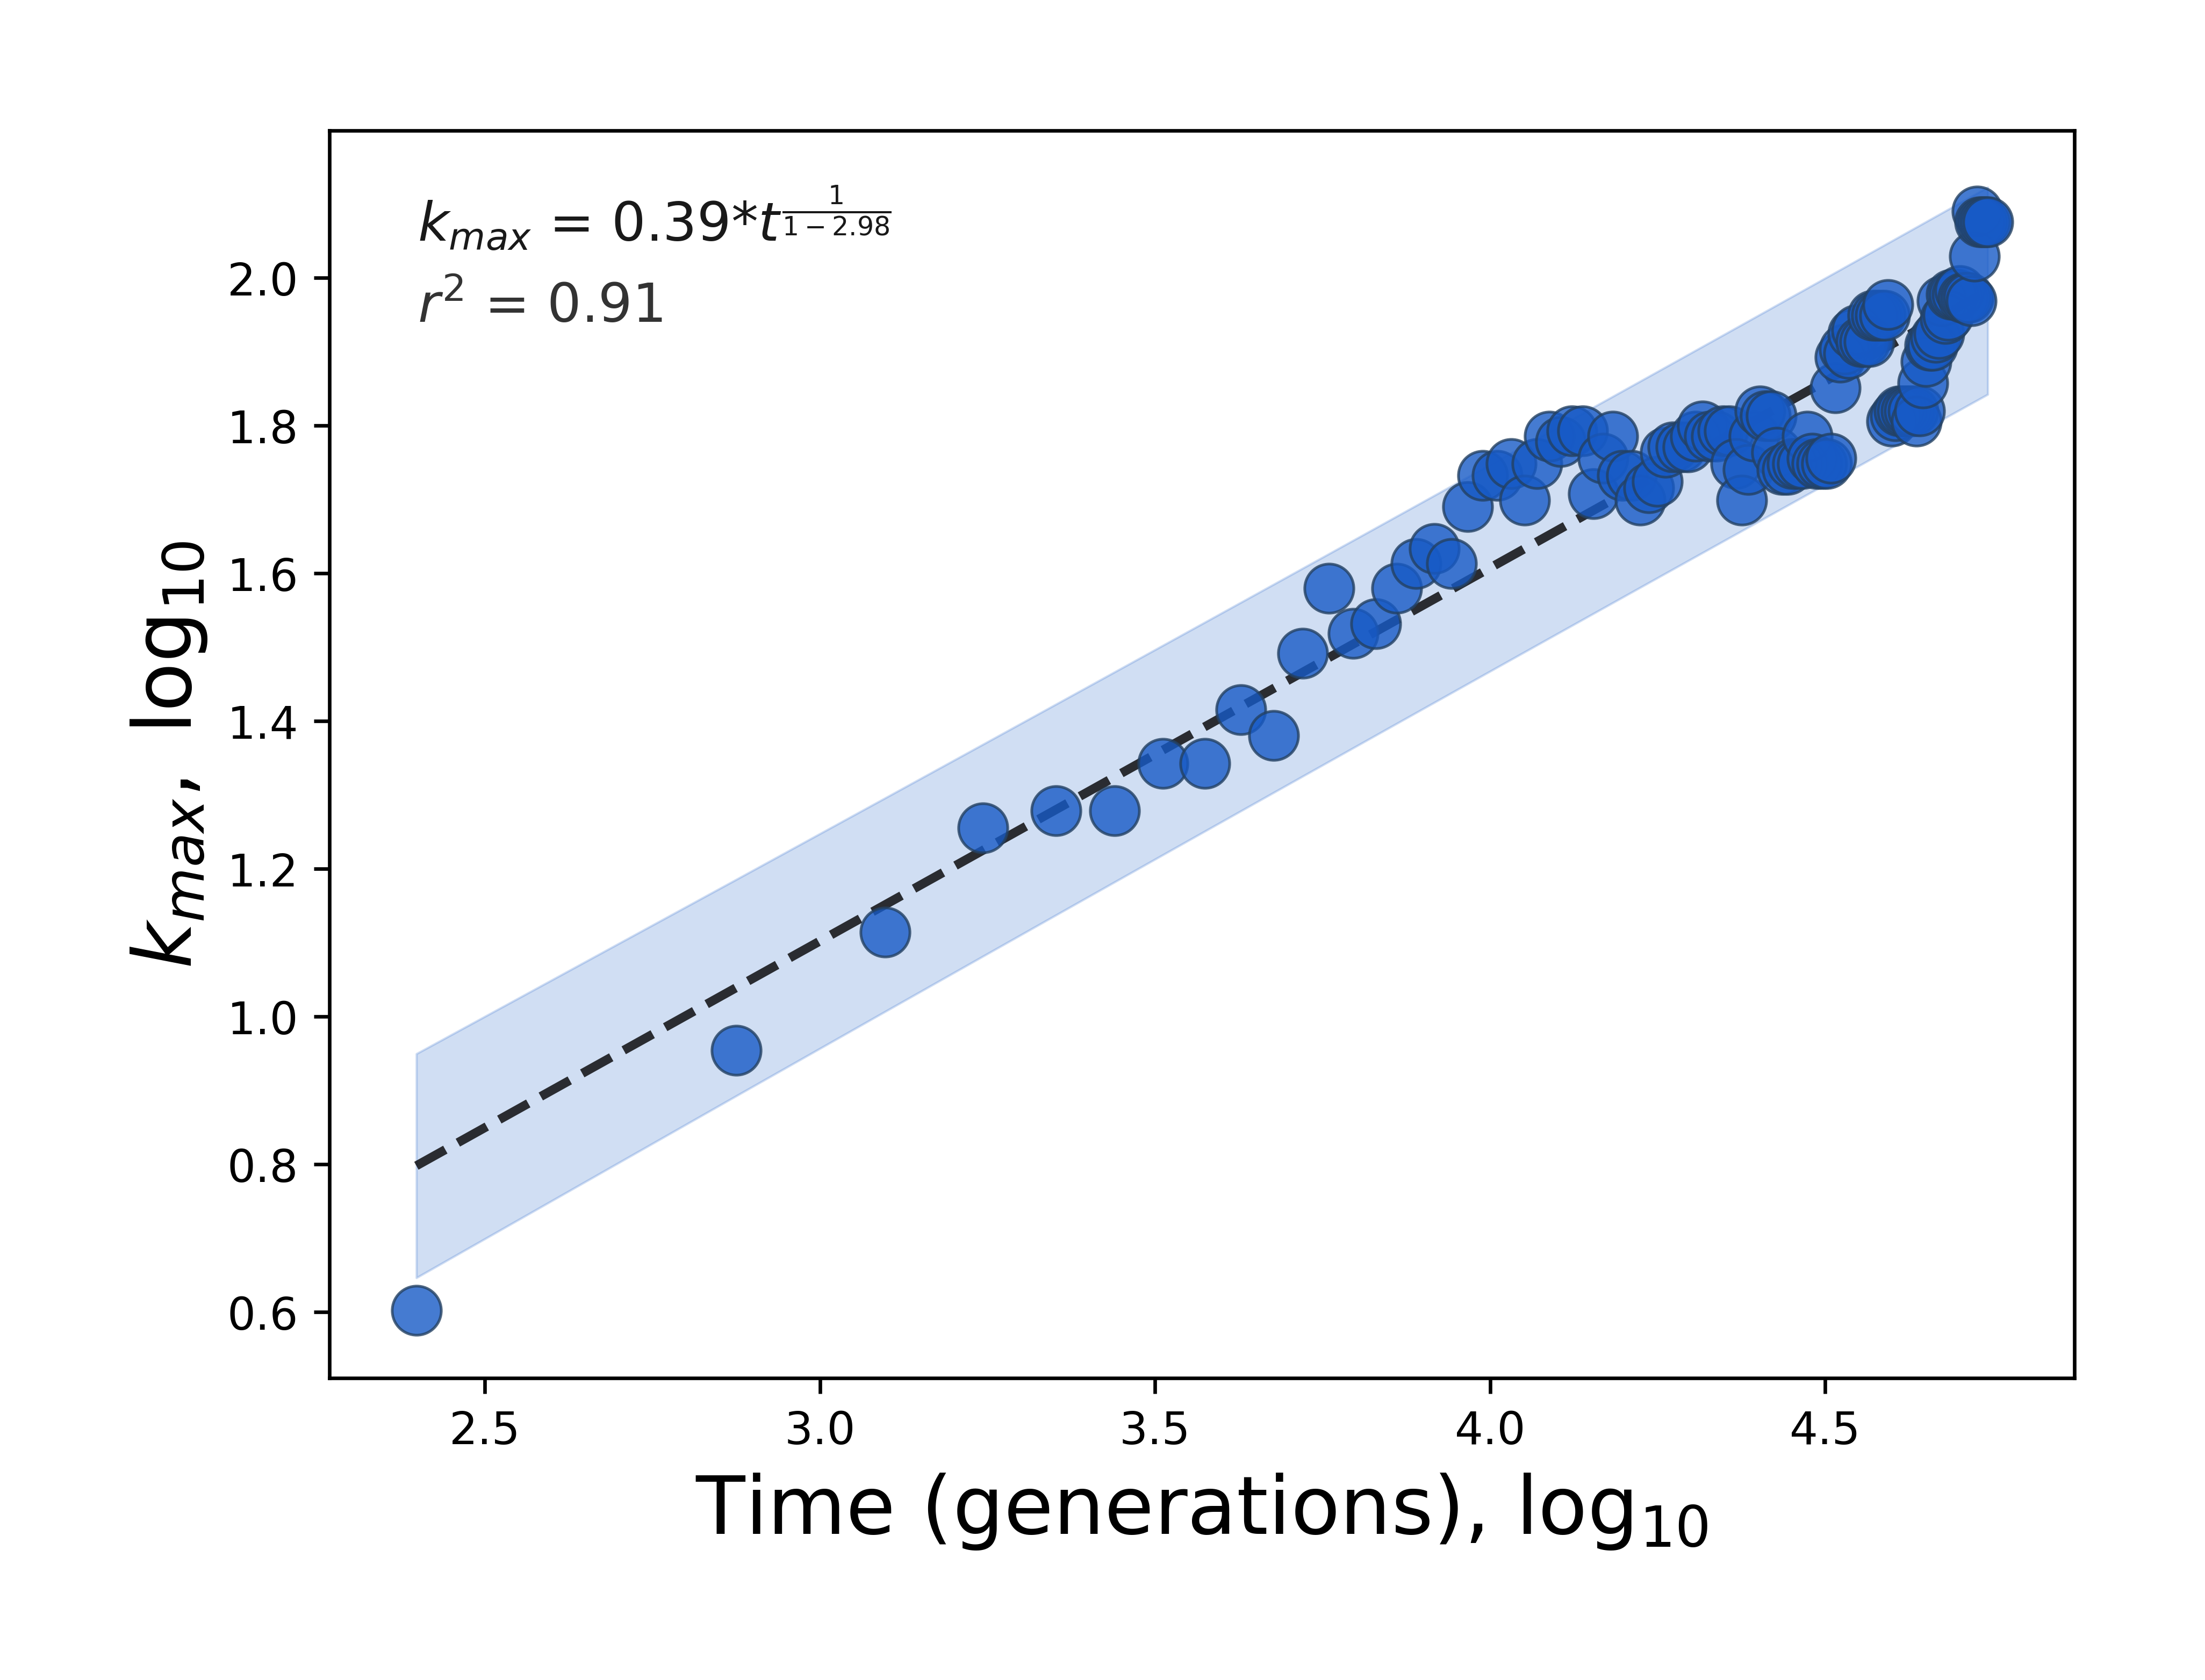 k_max = 0.39*t^(1/(1−2.98))
r² = 0.91
k_max, log₁₀
2.0
1.8
1.6
1.4
1.2
1.0
0.8
0.6
2.5 3.0 3.5 4.0 4.5
Time (generations), log₁₀